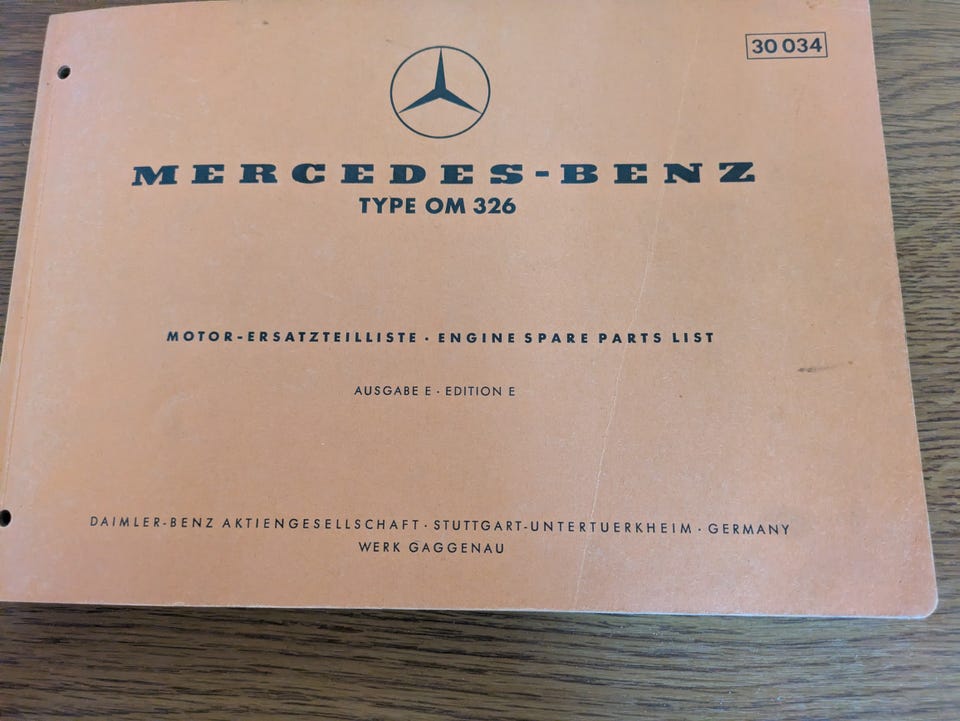 30 034
MERCEDES-BENZ
TYPE OM 326
MOTOR-ERSATZTEILLISTE · ENGINE SPARE PARTS LIST
AUSGABE E · EDITION E
DAIMLER-BENZ AKTIENGESELLSCHAFT · STUTTGART-UNTERTUERKHEIM · GERMANY
WERK GAGGENAU